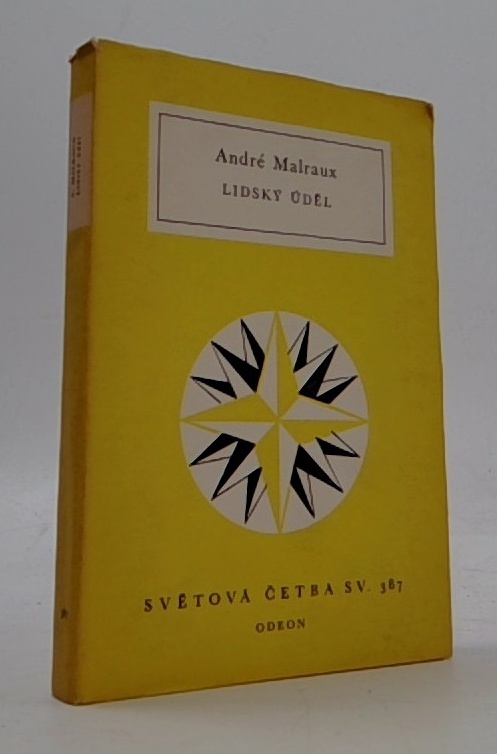 André Malraux
LIDSKÝ ÚDĚL
SVĚTOVÁ ČETBA SV. 387
ODEON